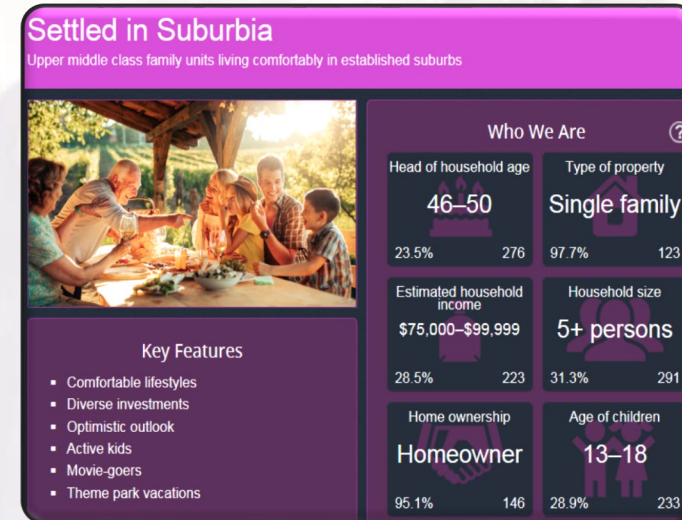 Settled in Suburbia
Upper middle class family units living comfortably in established suburbs
Who We Are
?
Head of household age
46–50
23.5% 276
Type of property
Single family
97.7% 123
Estimated household
income
$75,000–$99,999
28.5% 223
Household size
5+ persons
31.3% 291
Home ownership
Homeowner
95.1% 146
Age of children
13–18
28.9% 233
Key Features
▪ Comfortable lifestyles
▪ Diverse investments
▪ Optimistic outlook
▪ Active kids
▪ Movie-goers
▪ Theme park vacations